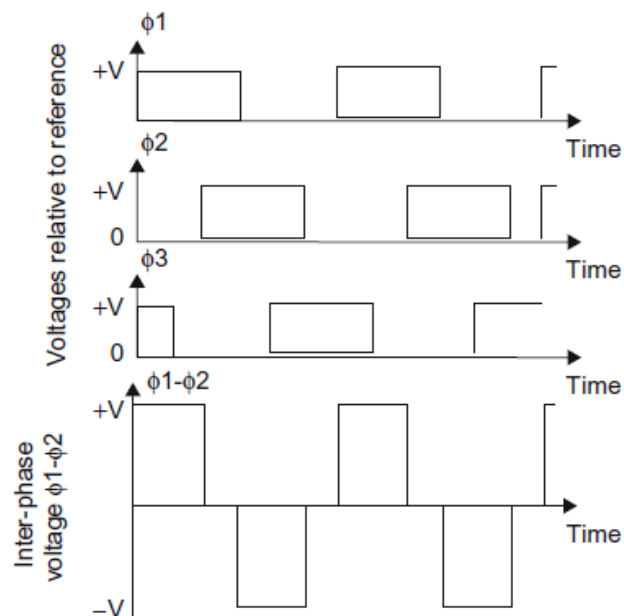 Voltages relative to reference
ϕ1
+V
Time
ϕ2
+V
0
Time
ϕ3
+V
0
Time
Inter-phase
voltage ϕ1-ϕ2
ϕ1-ϕ2
+V
Time
–V